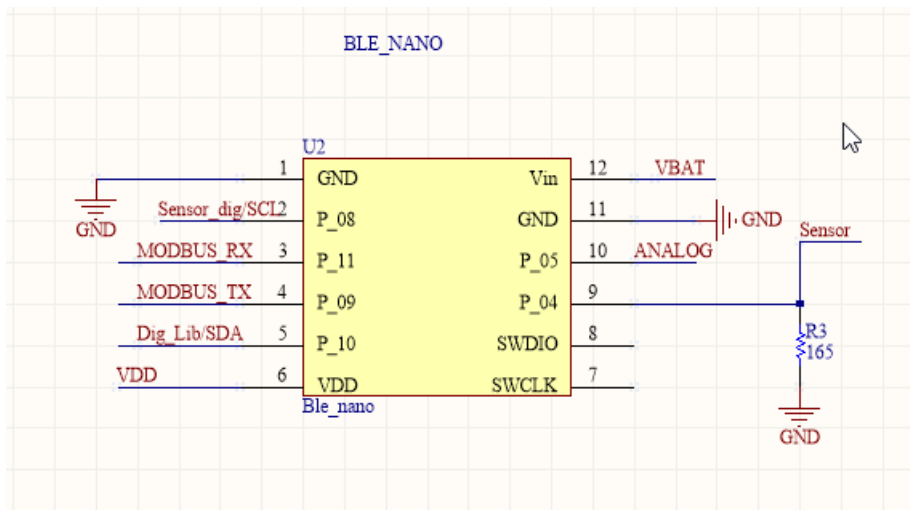 BLE_NANO
U2
1 GND
GND
Sensor_dig/SCL 2 P_08
MODBUS_RX 3 P_11
MODBUS_TX 4 P_09
Dig_Lib/SDA 5 P_10
VDD 6 VDD
Ble_nano
Vin 12 VBAT
GND 11 GND
P_05 10 ANALOG
P_04 9
Sensor
SWDIO 8
SWCLK 7
R3
165
GND